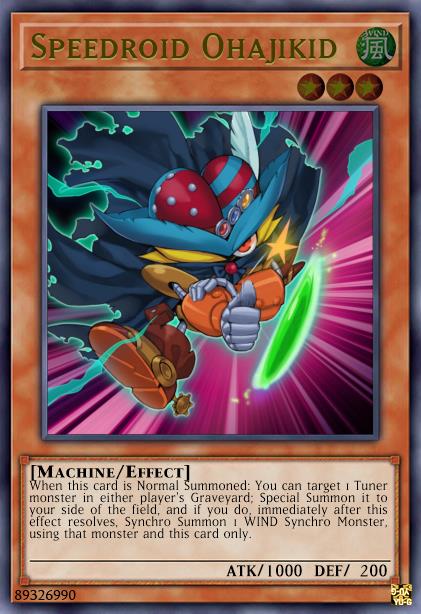 SPEEDROID OHAJIKID
WIND
風
[MACHINE/EFFECT]
When this card is Normal Summoned: You can target 1 Tuner
monster in either player's Graveyard; Special Summon it to
your side of the field, and if you do, immediately after this
effect resolves, Synchro Summon 1 WIND Synchro Monster,
using that monster and this card only.
ATK/1000 DEF/ 200
89326990